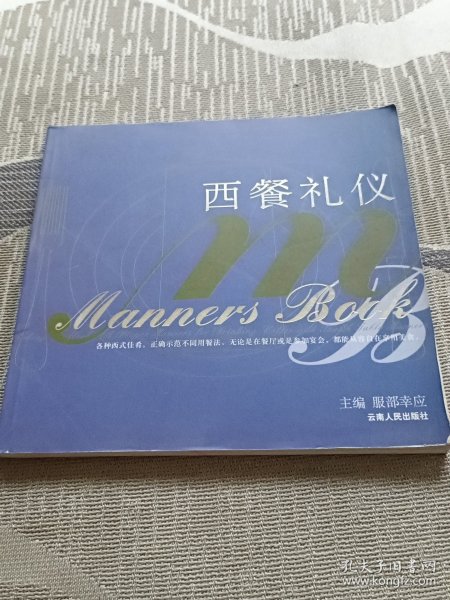 西餐礼仪
m
Manners Book
B
各种西式佳肴，正确示范不同用餐法。无论是在餐厅或是参加宴会，都能从容自在享用美食。
主编 服部幸应
云南人民出版社
孔夫子旧书网
www.kongfz.com